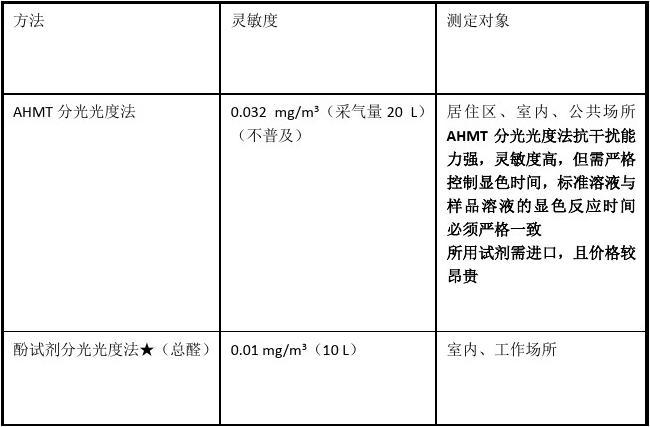 方法
灵敏度
测定对象
AHMT 分光光度法
0.032 mg/m³（采气量 20 L）
（不普及）
居住区、室内、公共场所
AHMT 分光光度法抗干扰能
力强，灵敏度高，但需严格
控制显色时间，标准溶液与
样品溶液的显色反应时间
必须严格一致
所用试剂需进口，且价格较
昂贵
酚试剂分光光度法★（总醛）
0.01 mg/m³（10 L）
室内、工作场所